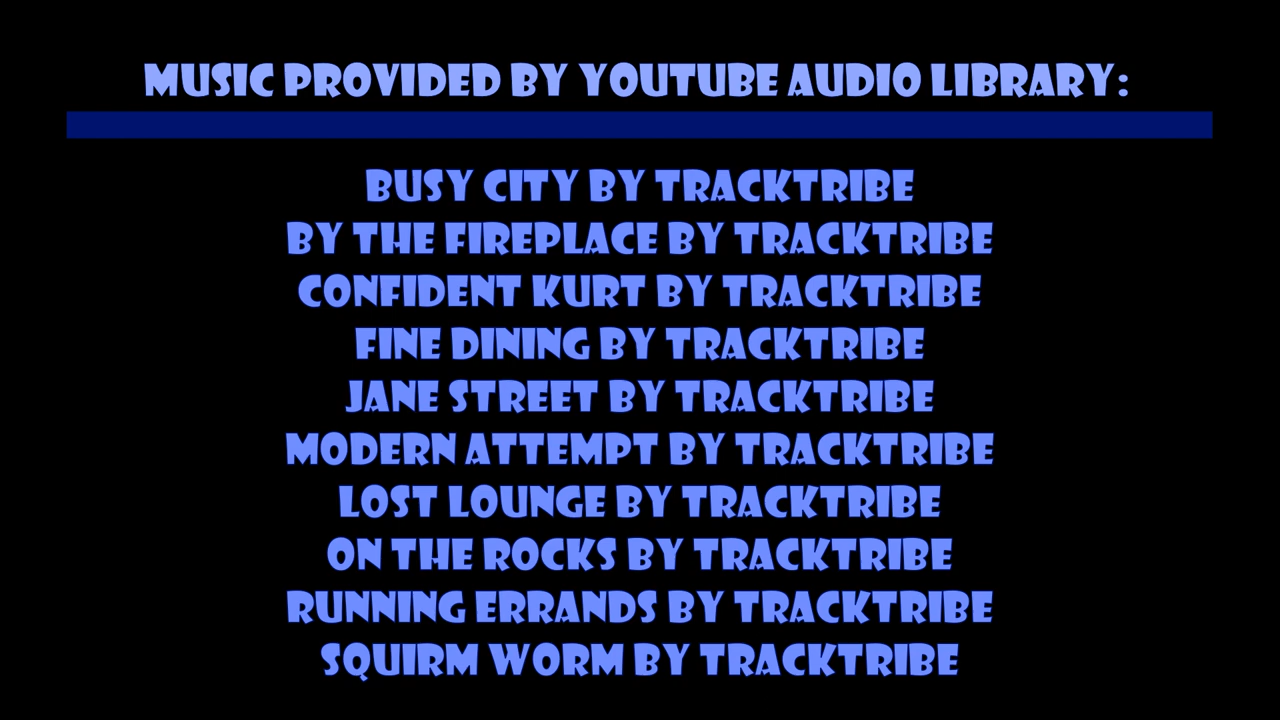 MUSIC PROVIDED BY YOUTUBE AUDIO LIBRARY:
BUSY CITY BY TRACKTRIBE
BY THE FIREPLACE BY TRACKTRIBE
CONFIDENT KURT BY TRACKTRIBE
FINE DINING BY TRACKTRIBE
JANE STREET BY TRACKTRIBE
MODERN ATTEMPT BY TRACKTRIBE
LOST LOUNGE BY TRACKTRIBE
ON THE ROCKS BY TRACKTRIBE
RUNNING ERRANDS BY TRACKTRIBE
SQUIRM WORM BY TRACKTRIBE